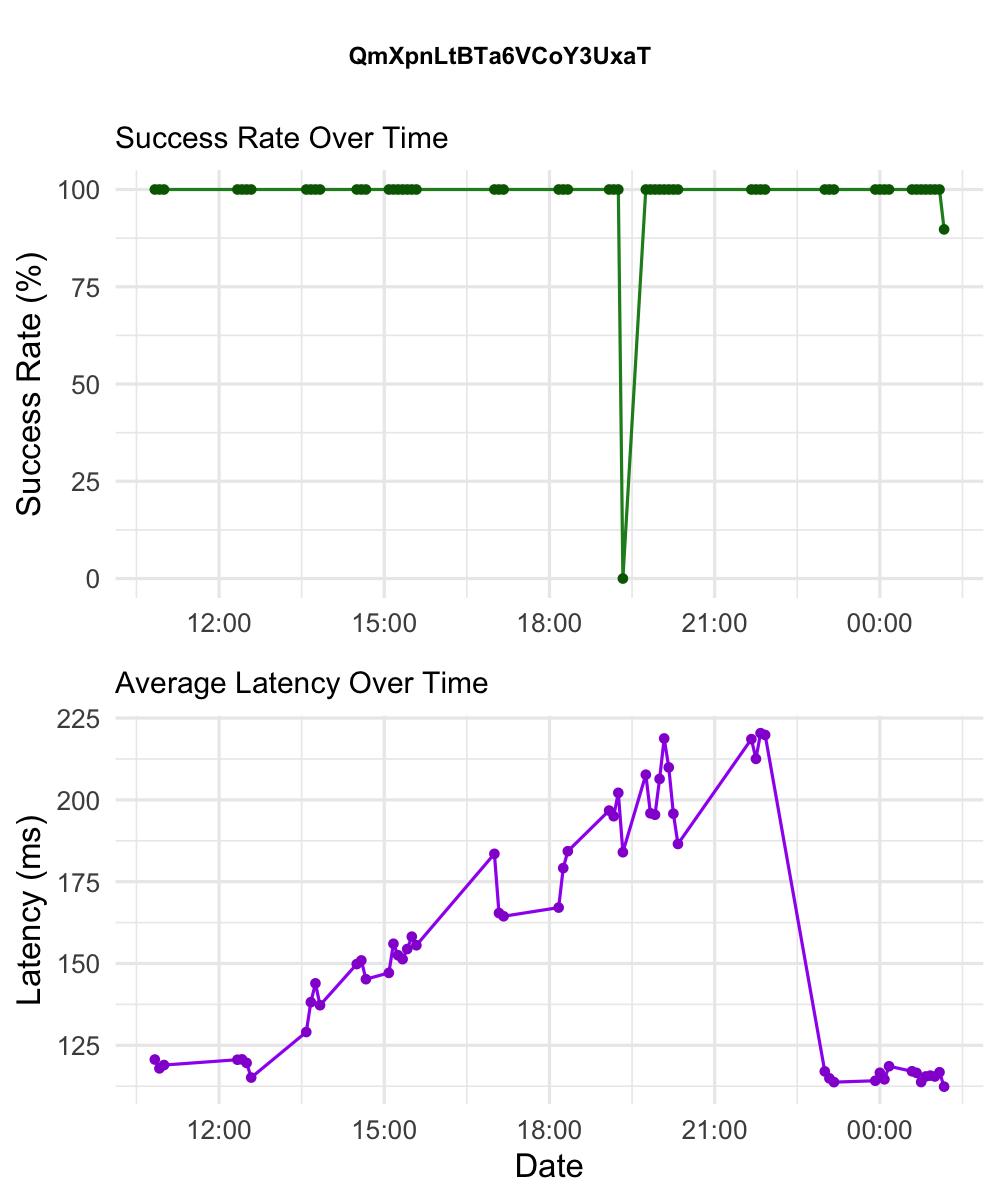 QmXpnLtBTa6VCoY3UxaT
Success Rate Over Time
Success Rate (%)
100
75
50
25
0
12:00 15:00 18:00 21:00 00:00
Average Latency Over Time
Latency (ms)
225
200
175
150
125
12:00 15:00 18:00 21:00 00:00
Date